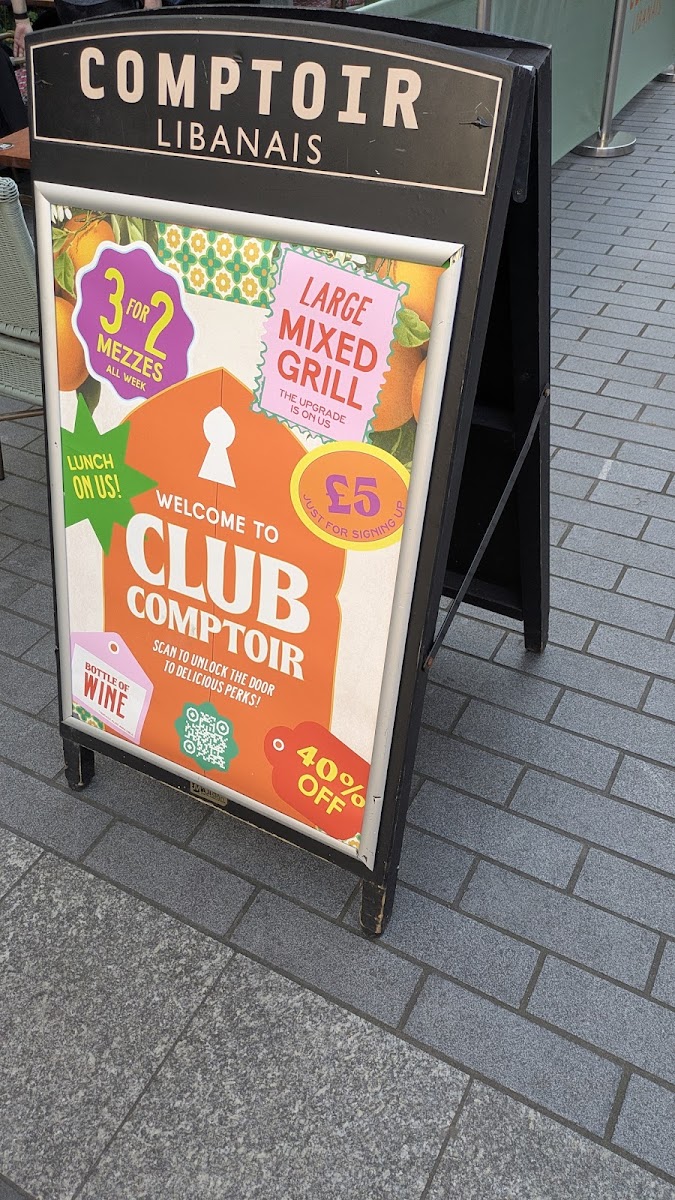 COMPTOIR
LIBANAIS
3 FOR 2
MEZZES
ALL WEEK
LARGE
MIXED
GRILL
THE UPGRADE
IS ON US
LUNCH
ON US!
£5
JUST FOR SIGNING UP
WELCOME TO
CLUB
COMPTOIR
SCAN TO UNLOCK THE DOOR
TO DELICIOUS PERKS!
BOTTLE OF
WINE
40%
OFF